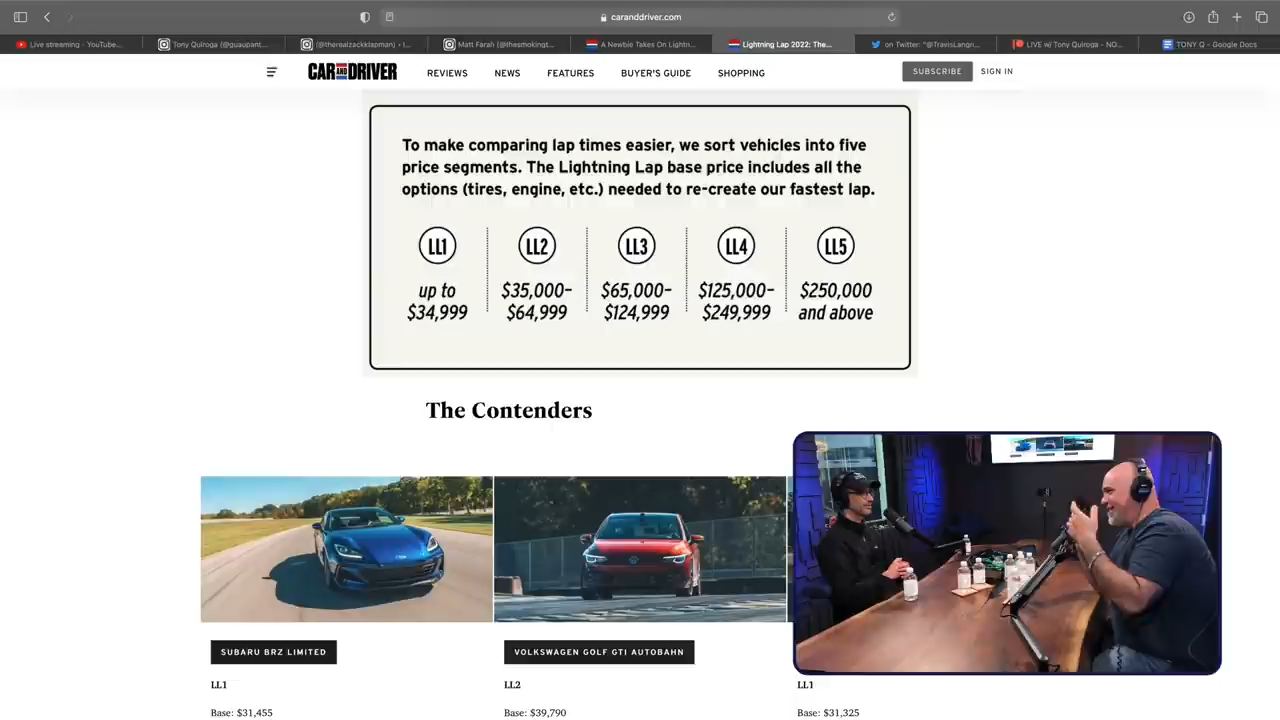 caranddriver.com
Live streaming - YouTube...
Tony Quiroga (@guaupant...
(@therealzackklapman) • I...
Matt Farah (@thesmokingt...
A Newbie Takes On Lightn...
Lightning Lap 2022: The...
on Twitter: "@TravisLangn...
LIVE w/ Tony Quiroga - NO...
TONY Q - Google Docs
CAR AND DRIVER
REVIEWS
NEWS
FEATURES
BUYER'S GUIDE
SHOPPING
SUBSCRIBE
SIGN IN
To make comparing lap times easier, we sort vehicles into five
price segments. The Lightning Lap base price includes all the
options (tires, engine, etc.) needed to re-create our fastest lap.
LL1
up to
$34,999
LL2
$35,000–
$64,999
LL3
$65,000–
$124,999
LL4
$125,000–
$249,999
LL5
$250,000
and above
The Contenders
SUBARU BRZ LIMITED
LL1
Base: $31,455
VOLKSWAGEN GOLF GTI AUTOBAHN
LL2
Base: $39,790
LL1
Base: $31,325